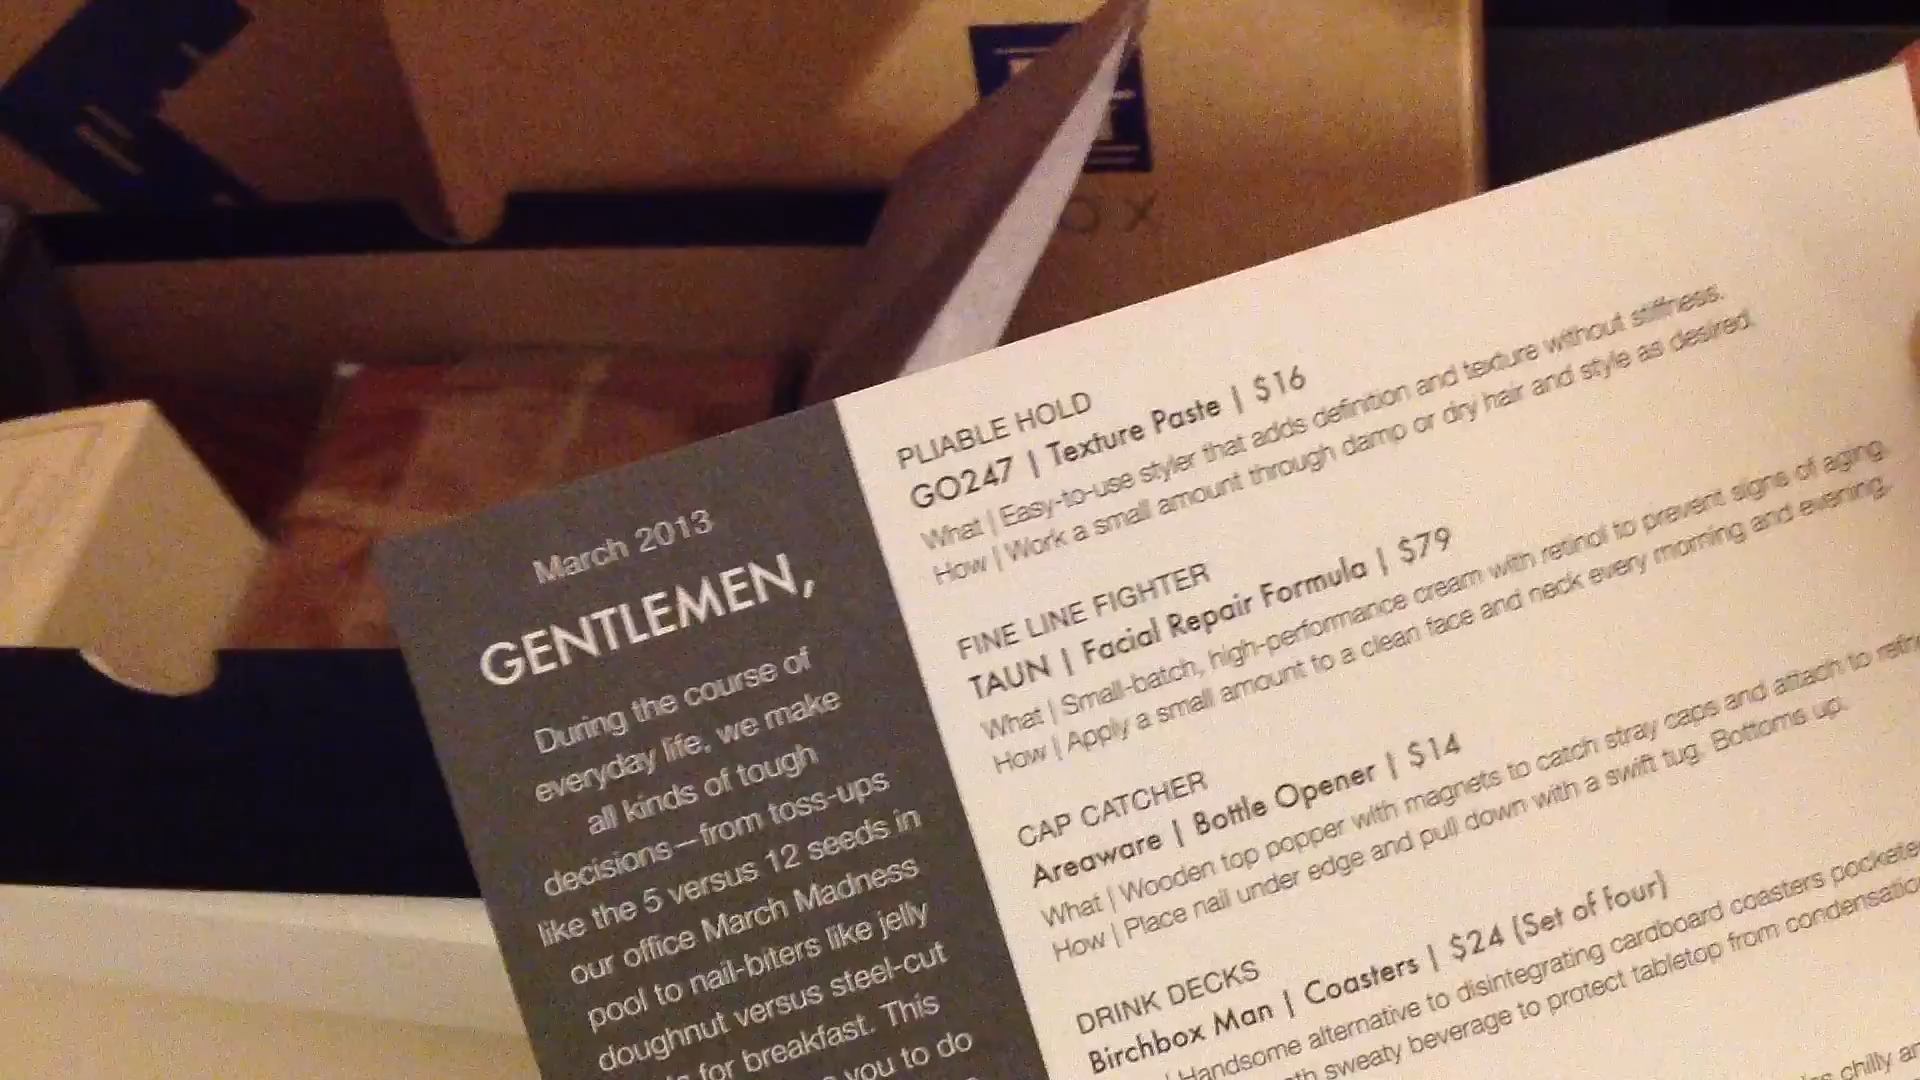 OX
March 2013
GENTLEMEN,
During the course of
everyday life, we make
all kinds of tough
decisions—from toss-ups
like the 5 versus 12 seeds in
our office March Madness
pool to nail-biters like jelly
doughnut versus steel-cut
for breakfast. This
you to do
PLIABLE HOLD
GO247 | Texture Paste | $16
What | Easy-to-use styler that adds definition and texture without stiffness.
How | Work a small amount through damp or dry hair and style as desired.
FINE LINE FIGHTER
TAUN | Facial Repair Formula | $79
What | Small-batch, high-performance cream with retinol to prevent signs of aging.
How | Apply a small amount to a clean face and neck every morning and evening.
CAP CATCHER
Areaware | Bottle Opener | $14
What | Wooden top popper with magnets to catch stray caps and attach to
How | Place nail under edge and pull down with a swift tug. Bottoms up.
DRINK DECKS
Birchbox Man | Coasters | $24 (Set of Four)
| Handsome alternative to disintegrating cardboard coasters
sweaty beverage to protect tabletop from
chilly